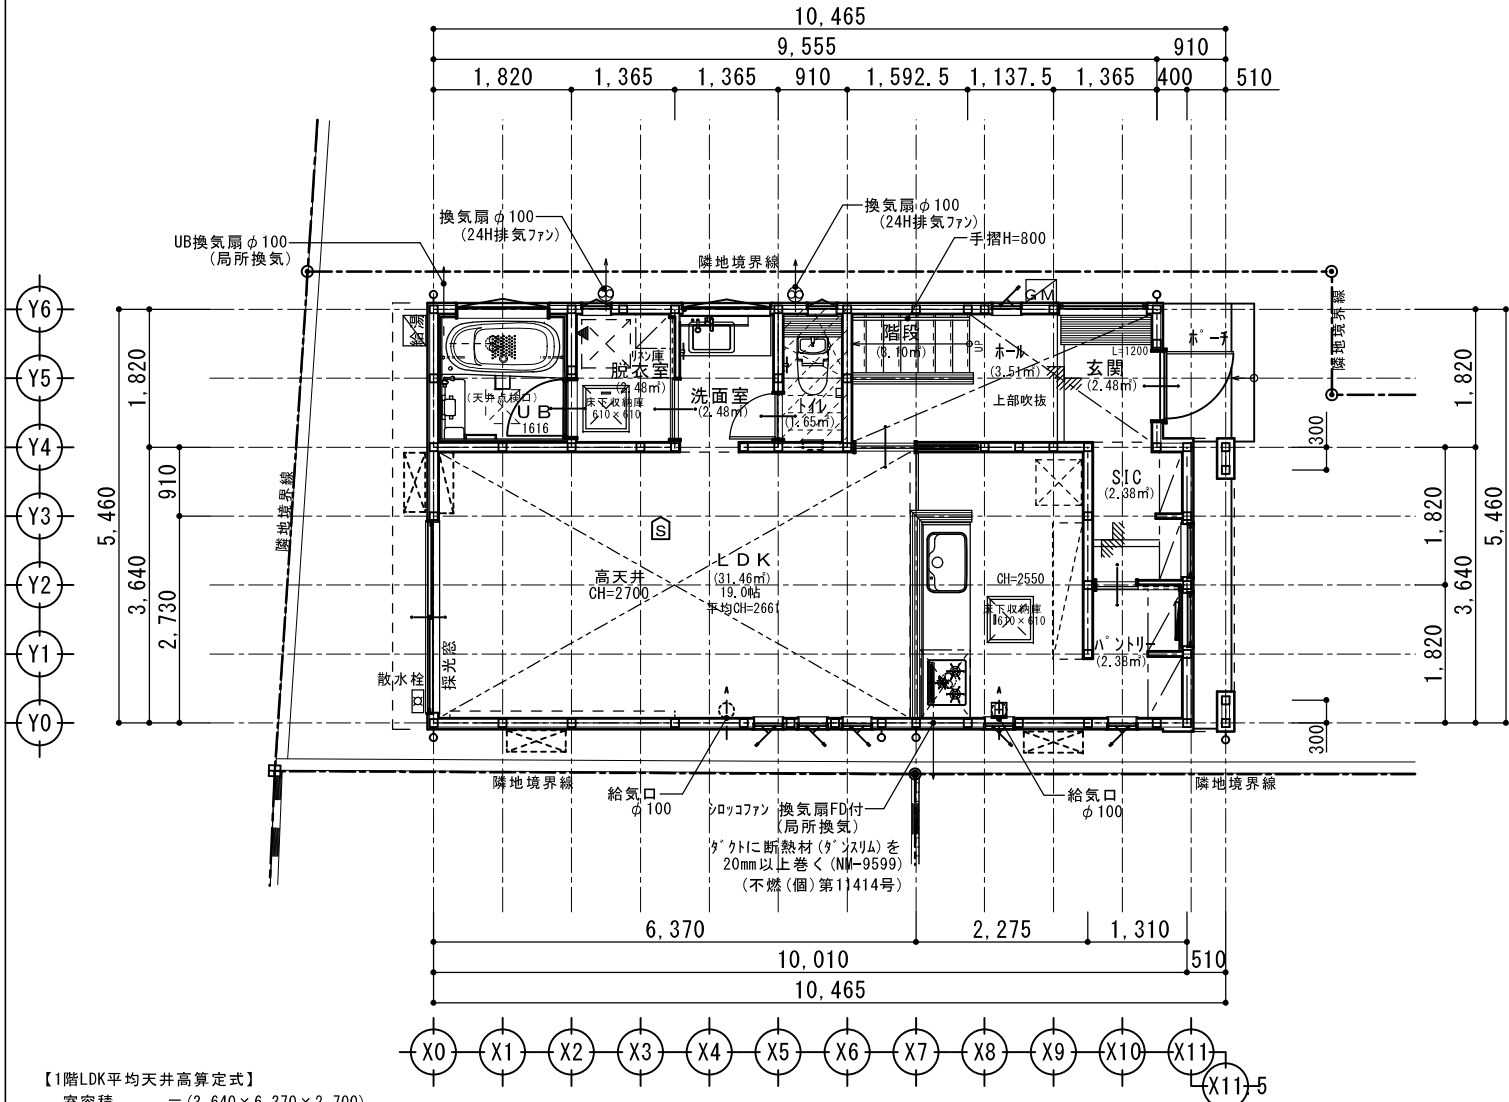 10,465
9,555
910
1,820
1,365
1,365
910
1,592.5
1,137.5
1,365
400
510
換気扇φ100
(24H排気ファン)
換気扇φ100
(24H排気ファン)
UB換気扇φ100
(局所換気)
手摺H=800
隣地境界線
隣地境界線
隣地境界線
Y6
Y5
Y4
Y3
Y2
Y1
Y0
5,460
1,820
3,640
910
2,730
GM
階段
(3.10㎡)
UP
ホール
(3.51㎡)
上部吹抜
L=1200
玄関
(2.48㎡)
ポーチ
リネン庫
脱衣室
(2.48㎡)
床下収納庫
610×610
(天井点検口)
UB
1616
洗面室
(2.48㎡)
トイレ
(1.65㎡)
SIC
(2.38㎡)
S
LDK
(31.46㎡)
19.0帖
平均CH=2661
高天井
CH=2700
CH=2550
床下収納庫
610×610
パントリー
(2.38㎡)
採光窓
散水栓
1,820
300
1,820
1,820
3,640
5,460
300
隣地境界線
隣地境界線
給気口
φ100
シロッコファン 換気扇FD付
(局所換気)
ダクトに断熱材(ダンスリム)を
20mm以上巻く(NM-9599)
(不燃(個)第11414号)
給気口
φ100
6,370
2,275
1,310
10,010
510
10,465
X0
X1
X2
X3
X4
X5
X6
X7
X8
X9
X10
X11
X11.5
【1階LDK平均天井高算定式】
室容積 =(3.640×6.370×2.700)